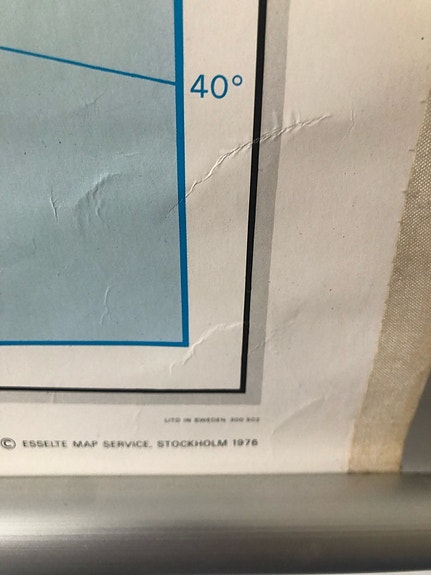 40°
LITO IN SWEDEN 300 502
© ESSELTE MAP SERVICE, STOCKHOLM 1976